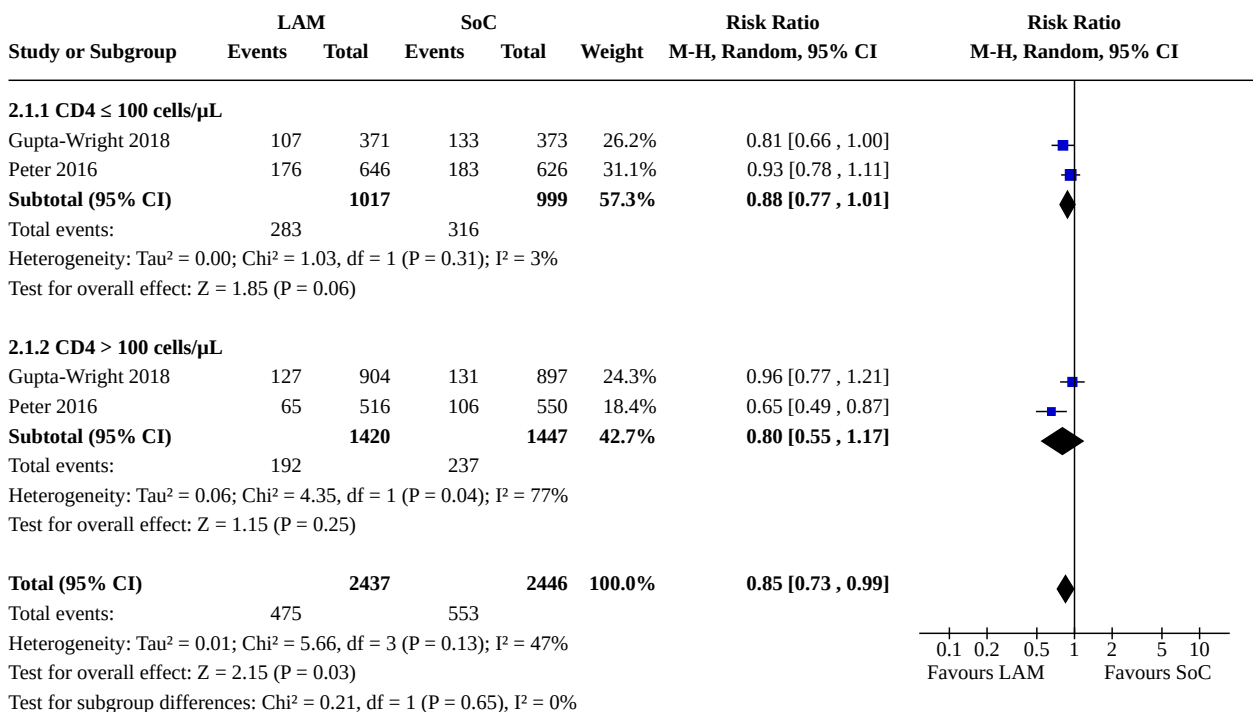 LAM SoC Risk Ratio Risk Ratio
Study or Subgroup Events Total Events Total Weight M-H, Random, 95% CI M-H, Random, 95% CI
2.1.1 CD4 ≤ 100 cells/µL
Gupta-Wright 2018 107 371 133 373 26.2% 0.81 [0.66 , 1.00]
Peter 2016 176 646 183 626 31.1% 0.93 [0.78 , 1.11]
Subtotal (95% CI) 1017 999 57.3% 0.88 [0.77 , 1.01]
Total events: 283 316
Heterogeneity: Tau² = 0.00; Chi² = 1.03, df = 1 (P = 0.31); I² = 3%
Test for overall effect: Z = 1.85 (P = 0.06)
2.1.2 CD4 > 100 cells/µL
Gupta-Wright 2018 127 904 131 897 24.3% 0.96 [0.77 , 1.21]
Peter 2016 65 516 106 550 18.4% 0.65 [0.49 , 0.87]
Subtotal (95% CI) 1420 1447 42.7% 0.80 [0.55 , 1.17]
Total events: 192 237
Heterogeneity: Tau² = 0.06; Chi² = 4.35, df = 1 (P = 0.04); I² = 77%
Test for overall effect: Z = 1.15 (P = 0.25)
Total (95% CI) 2437 2446 100.0% 0.85 [0.73 , 0.99]
Total events: 475 553
Heterogeneity: Tau² = 0.01; Chi² = 5.66, df = 3 (P = 0.13); I² = 47%
0.1 0.2 0.5 1 2 5 10
Test for overall effect: Z = 2.15 (P = 0.03)
Favours LAM Favours SoC
Test for subgroup differences: Chi² = 0.21, df = 1 (P = 0.65), I² = 0%